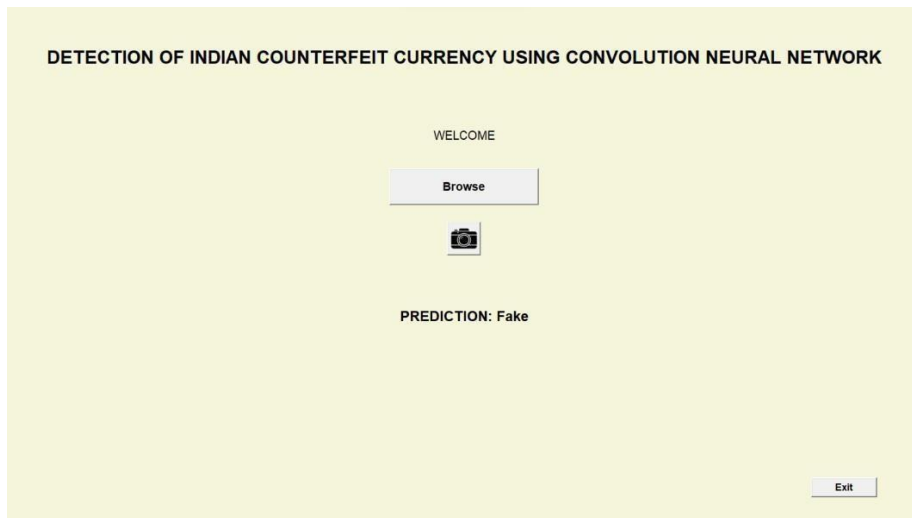 DETECTION OF INDIAN COUNTERFEIT CURRENCY USING CONVOLUTION NEURAL NETWORK
WELCOME
Browse
PREDICTION: Fake
Exit